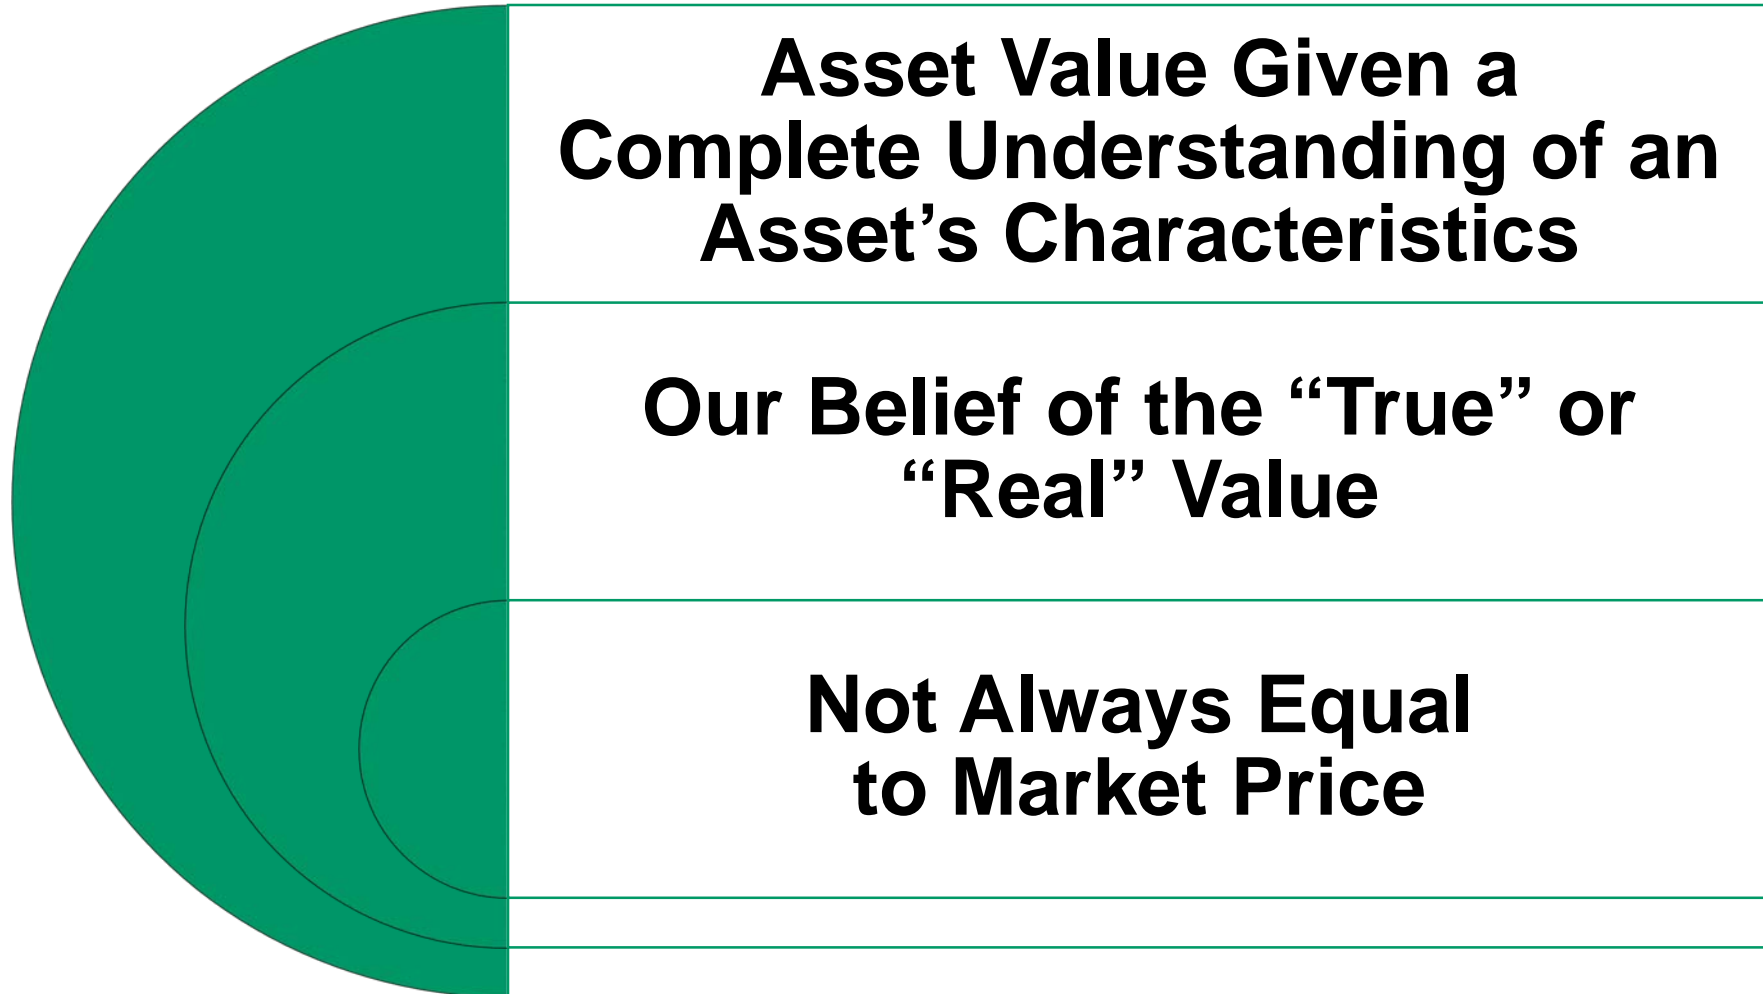 Asset Value Given a
Complete Understanding of an
Asset’s Characteristics
Our Belief of the “True” or
“Real” Value
Not Always Equal
to Market Price